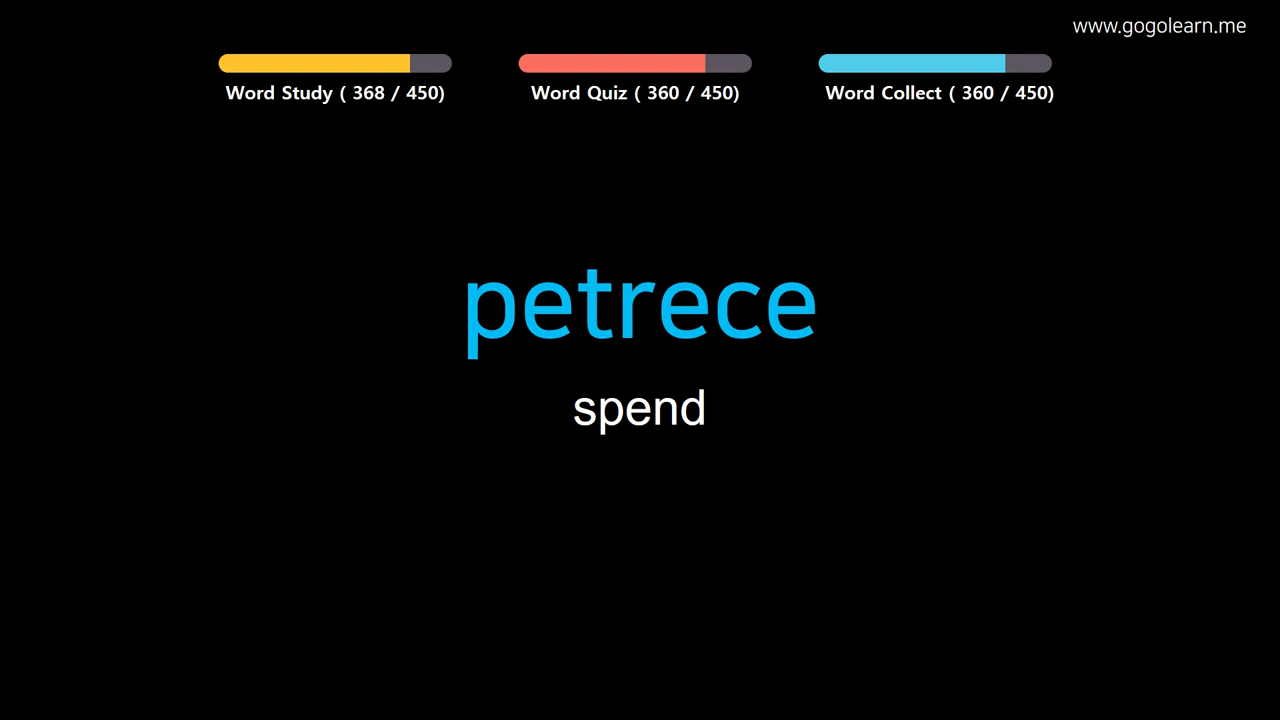 www.gogolearn.me
Word Study ( 368 / 450)
Word Quiz ( 360 / 450)
Word Collect ( 360 / 450)
petrece
spend